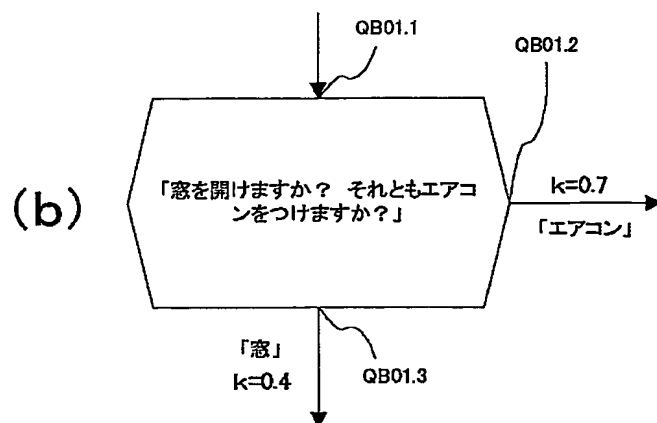 QB01.1
QB01.2
(b)
「窓を開けますか? それともエアコ
ンをつけますか?」
k=0.7
「エアコン」
「窓」
k=0.4
QB01.3